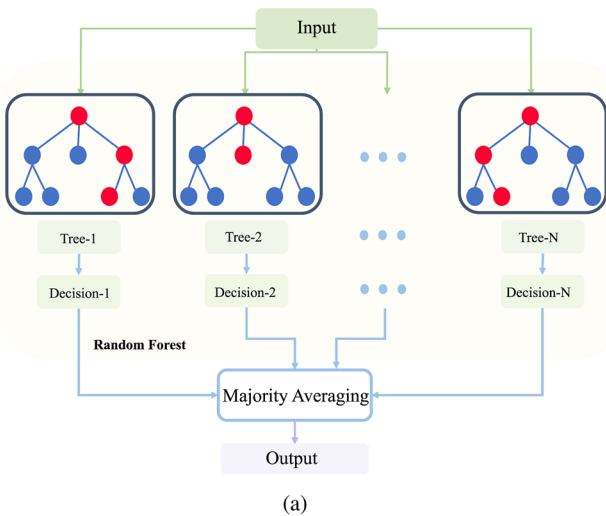 Input
Tree-1
Tree-2
Tree-N
Decision-1
Decision-2
Decision-N
Random Forest
Majority Averaging
Output
(a)